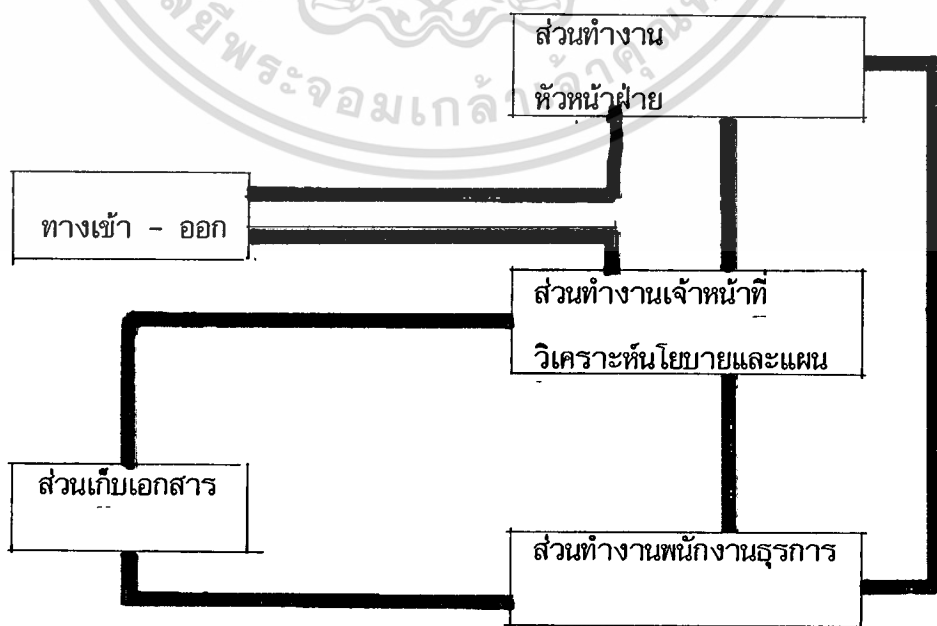 ส่วนทำงาน
หัวหน้าฝ่าย
ทางเข้า - ออก
ส่วนทำงานเจ้าหน้าที่
วิเคราะห์นโยบายและแผน
ส่วนเก็บเอกสาร
ส่วนทำงานพนักงานธุรการ